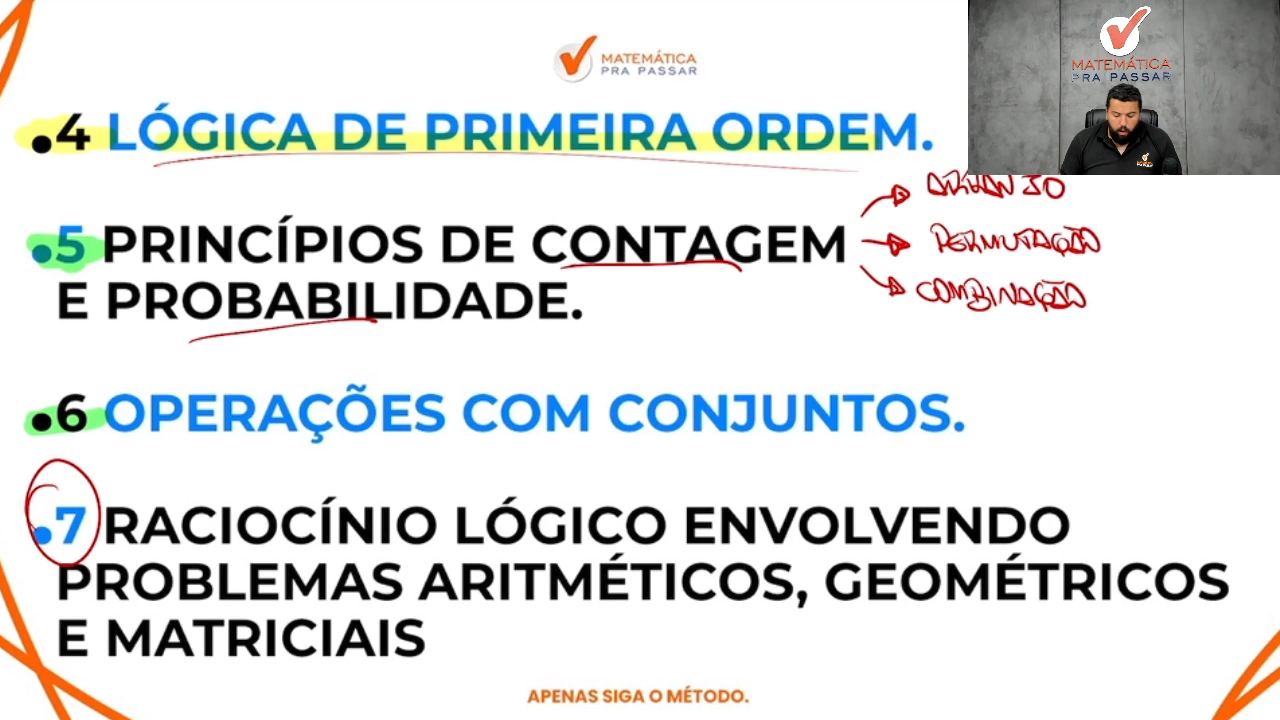 MATEMÁTICA
PRA PASSAR
MATEMÁTICA
PRA PASSAR
.4 LÓGICA DE PRIMEIRA ORDEM.
.5 PRINCÍPIOS DE CONTAGEM
E PROBABILIDADE.
PERMUTAÇÃO
COMBINAÇÃO
.6 OPERAÇÕES COM CONJUNTOS.
.7 RACIOCÍNIO LÓGICO ENVOLVENDO
PROBLEMAS ARITMÉTICOS, GEOMÉTRICOS
E MATRICIAIS
APENAS SIGA O MÉTODO.